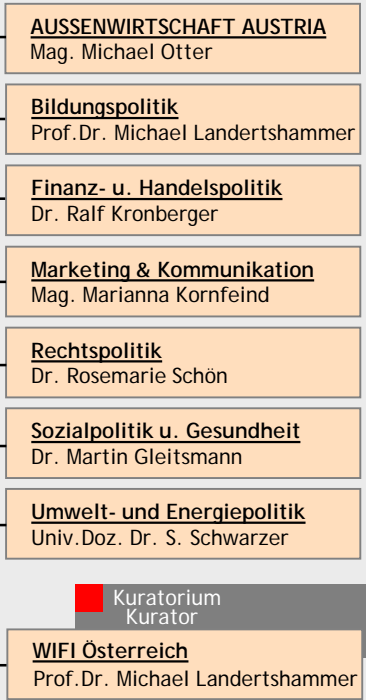 AUSSENWIRTSCHAFT AUSTRIA
Mag. Michael Otter
Bildungspolitik
Prof.Dr. Michael Landertshammer
Finanz- u. Handelspolitik
Dr. Ralf Kronberger
Marketing & Kommunikation
Mag. Marianna Kornfeind
Rechtspolitik
Dr. Rosemarie Schön
Sozialpolitik u. Gesundheit
Dr. Martin Gleitsmann
Umwelt- und Energiepolitik
Univ.Doz. Dr. S. Schwarzer
Kuratorium
Kurator
WIFI Österreich
Prof.Dr. Michael Landertshammer